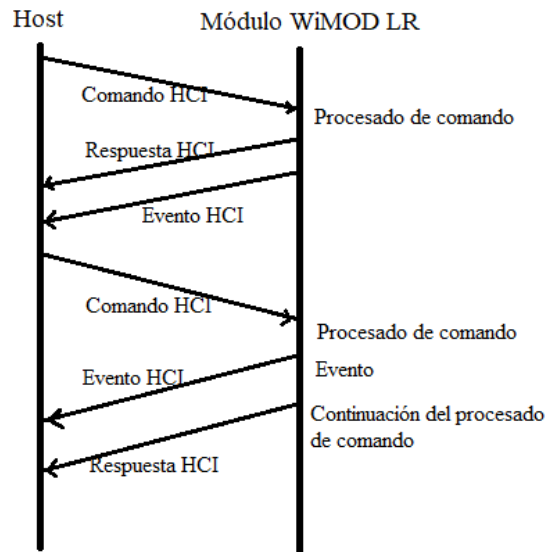 Host
Módulo WiMOD LR
Comando HCI
Procesado de comando
Respuesta HCI
Evento HCI
Comando HCI
Procesado de comando
Evento HCI
Evento
Continuación del procesado
de comando
Respuesta HCI